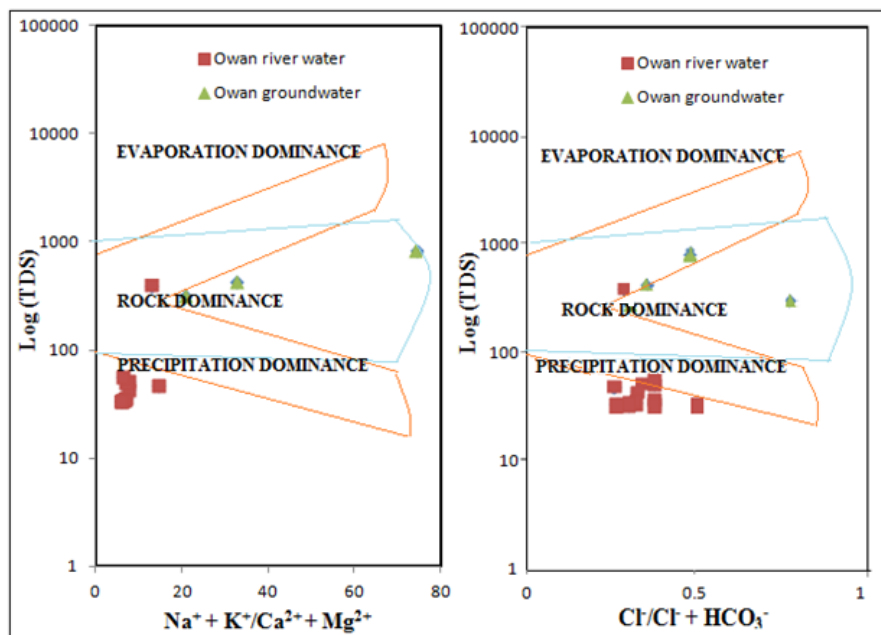 100000
Owan river water
Owan groundwater
10000
EVAPORATION DOMINANCE
1000
ROCK DOMINANCE
100
PRECIPITATION DOMINANCE
10
1
Log (TDS)
0 20 40 60 80
Na⁺ + K⁺/Ca²⁺ + Mg²⁺
100000
Owan river water
Owan groundwater
10000
EVAPORATION DOMINANCE
1000
ROCK DOMINANCE
100
PRECIPITATION DOMINANCE
10
1
Log (TDS)
0 0.5 1
Cl⁻/Cl⁻ + HCO₃⁻